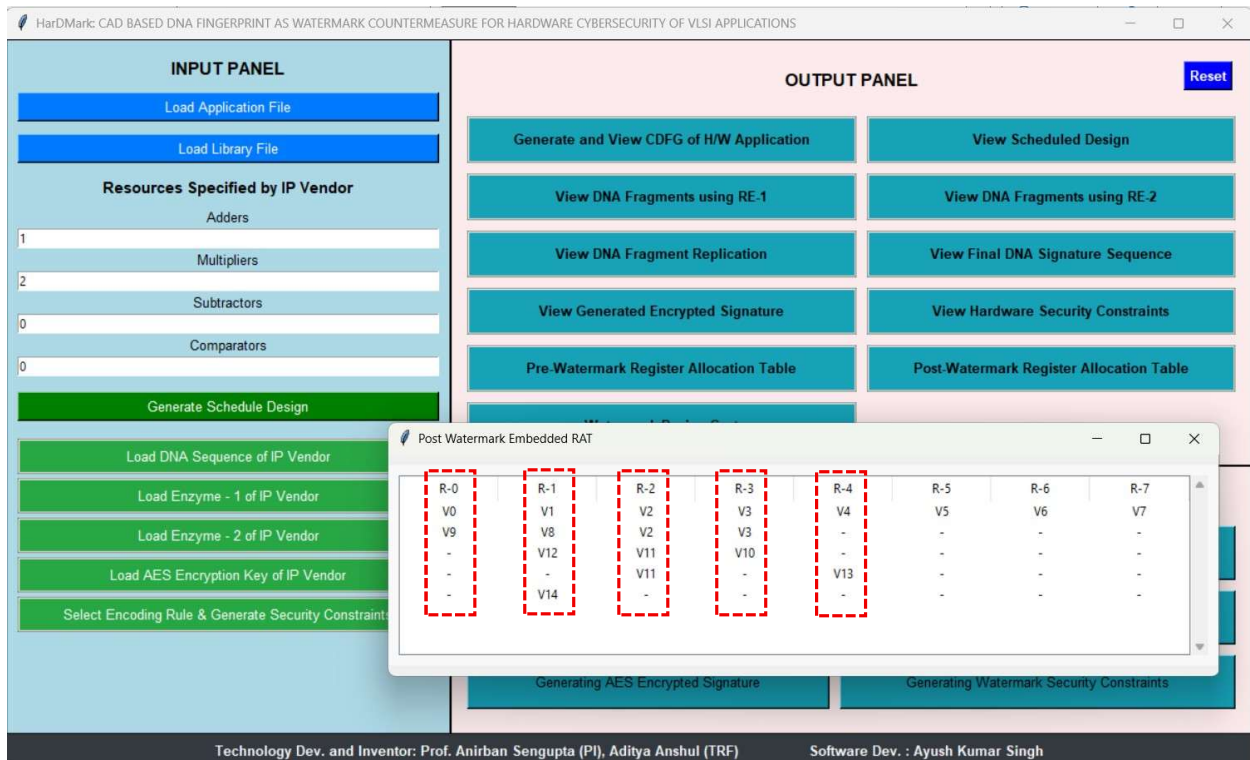 HarDMark: CAD BASED DNA FINGERPRINT AS WATERMARK COUNTERMEASURE FOR HARDWARE CYBERSECURITY OF VLSI APPLICATIONS
INPUT PANEL
Load Application File
Load Library File
Resources Specified by IP Vendor
Adders
1
Multipliers
2
Subtractors
0
Comparators
0
Generate Schedule Design
Load DNA Sequence of IP Vendor
Load Enzyme - 1 of IP Vendor
Load Enzyme - 2 of IP Vendor
Load AES Encryption Key of IP Vendor
Select Encoding Rule & Generate Security Constraints
OUTPUT PANEL
Reset
Generate and View CDFG of H/W Application
View Scheduled Design
View DNA Fragments using RE-1
View DNA Fragments using RE-2
View DNA Fragment Replication
View Final DNA Signature Sequence
View Generated Encrypted Signature
View Hardware Security Constraints
Pre-Watermark Register Allocation Table
Post-Watermark Register Allocation Table
Post Watermark Embedded RAT
R-0 R-1 R-2 R-3 R-4 R-5 R-6 R-7
V0 V1 V2 V3 V4 V5 V6 V7
V9 V8 V2 V3 - - - -
- V12 V11 V10 - - - -
- - V11 - V13 - - -
- V14 - - - - - -
Generating AES Encrypted Signature
Generating Watermark Security Constraints
Technology Dev. and Inventor: Prof. Anirban Sengupta (PI), Aditya Anshul (TRF) Software Dev. : Ayush Kumar Singh